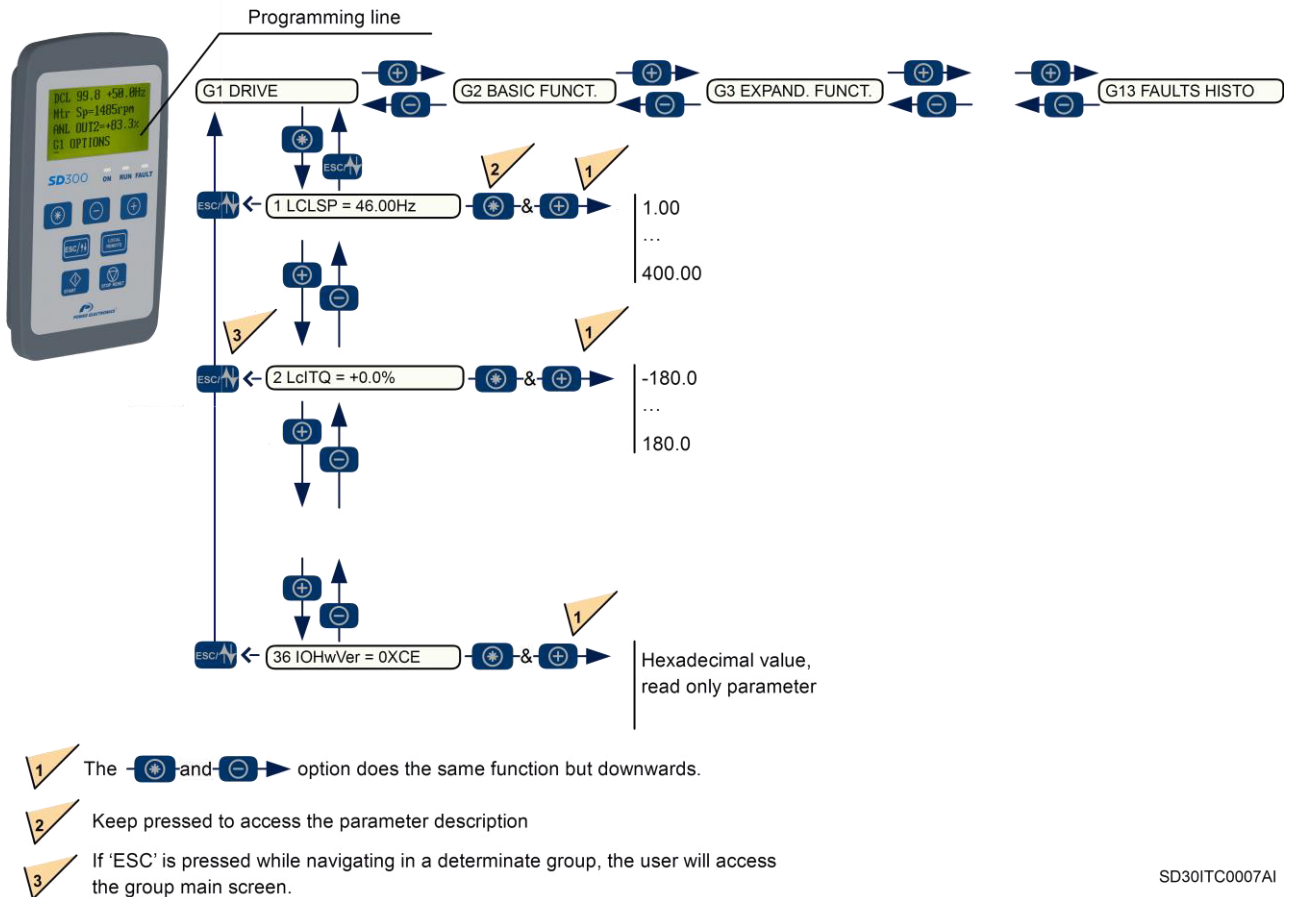 Programming line
DCL 99.8 +50.0Hz
Mtr Sp=1485rpm
ANL OUT2=+83.3%
G1 OPTIONS
SD300
ON RUN FAULT
ESC/
LOCAL
REMOTE
START
STOP RESET
POWER ELECTRONICS
G1 DRIVE
G2 BASIC FUNCT.
G3 EXPAND. FUNCT.
G13 FAULTS HISTO
ESC/
2
1
ESC/
1 LCLSP = 46.00Hz
&
1.00
...
400.00
3
1
ESC/
2 LclTQ = +0.0%
&
-180.0
...
180.0
1
ESC/
36 IOHwVer = 0XCE
&
Hexadecimal value,
read only parameter
1 The and option does the same function but downwards.
2 Keep pressed to access the parameter description
3 If ‘ESC’ is pressed while navigating in a determinate group, the user will access
the group main screen.
SD30ITC0007AI